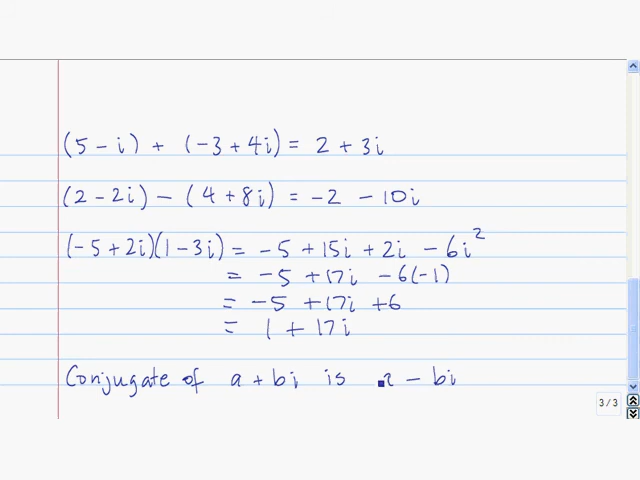 (5 - i) + (-3 + 4i) = 2 + 3i
(2 - 2i) - (4 + 8i) = -2 - 10i
(-5 + 2i)(1 - 3i) = -5 + 15i + 2i - 6i²
= -5 + 17i - 6(-1)
= -5 + 17i + 6
= 1 + 17i
Conjugate of a + bi is a - bi
3/3